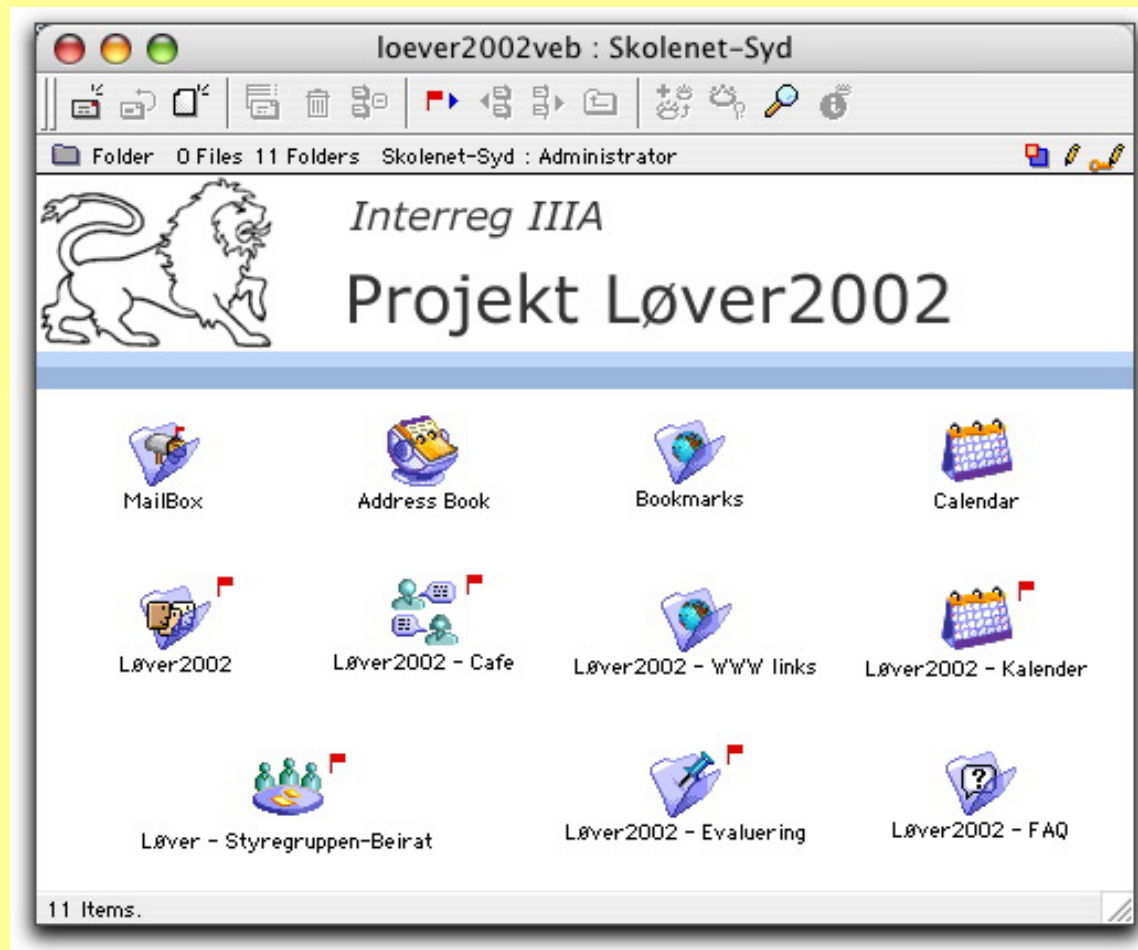 loever2002veb : Skolenet-Syd
Folder 0 Files 11 Folders Skolenet-Syd : Administrator
Interreg IIIA
Projekt Løver2002
MailBox Address Book Bookmarks Calendar
Løver2002 Løver2002 - Cafe Løver2002 - WWW links Løver2002 - Kalender
Løver - Styregruppen-Beirat Løver2002 - Evaluering Løver2002 - FAQ
11 Items.